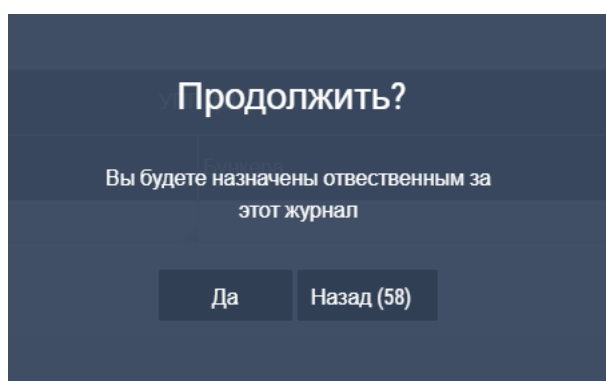 Продолжить?
Вы будете назначены отвественным за
этот журнал
Да
Назад (58)